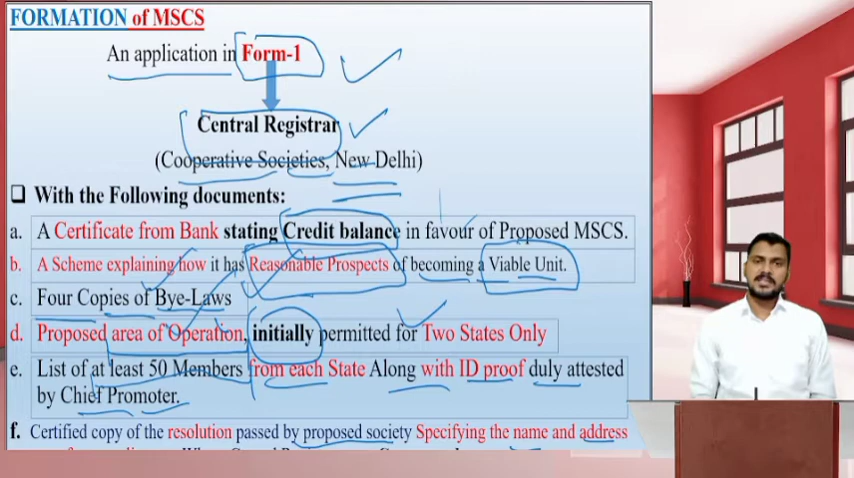 FORMATION of MSCS
An application in Form-1
Central Registrar
(Cooperative Societies, New Delhi)
With the Following documents:
a. A Certificate from Bank stating Credit balance in favour of Proposed MSCS.
b. A Scheme explaining how it has Reasonable Prospects of becoming a Viable Unit.
c. Four Copies of Bye-Laws
d. Proposed area of Operation, initially permitted for Two States Only
e. List of at least 50 Members from each State Along with ID proof duly attested
by Chief Promoter.
f. Certified copy of the resolution passed by proposed society Specifying the name and address